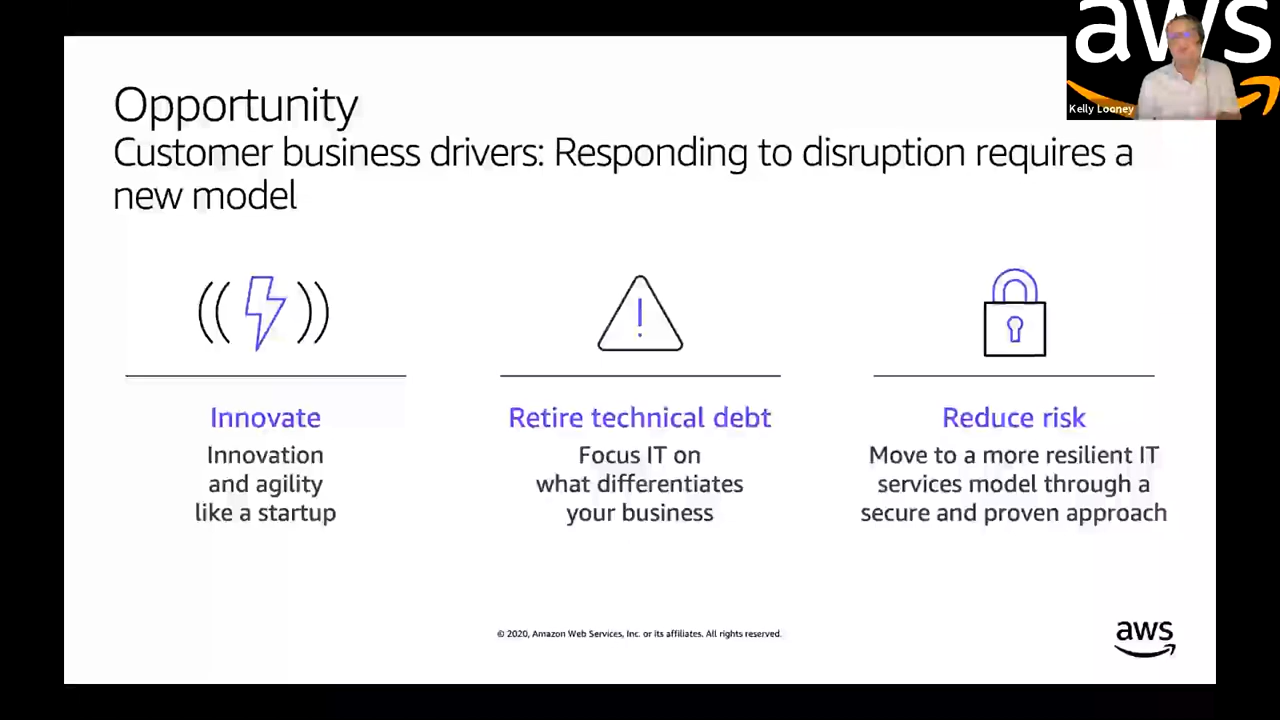 aws
Kelly Looney
Opportunity
Customer business drivers: Responding to disruption requires a
new model
Innovate
Innovation
and agility
like a startup
Retire technical debt
Focus IT on
what differentiates
your business
Reduce risk
Move to a more resilient IT
services model through a
secure and proven approach
© 2020, Amazon Web Services, Inc. or its affiliates. All rights reserved.
aws